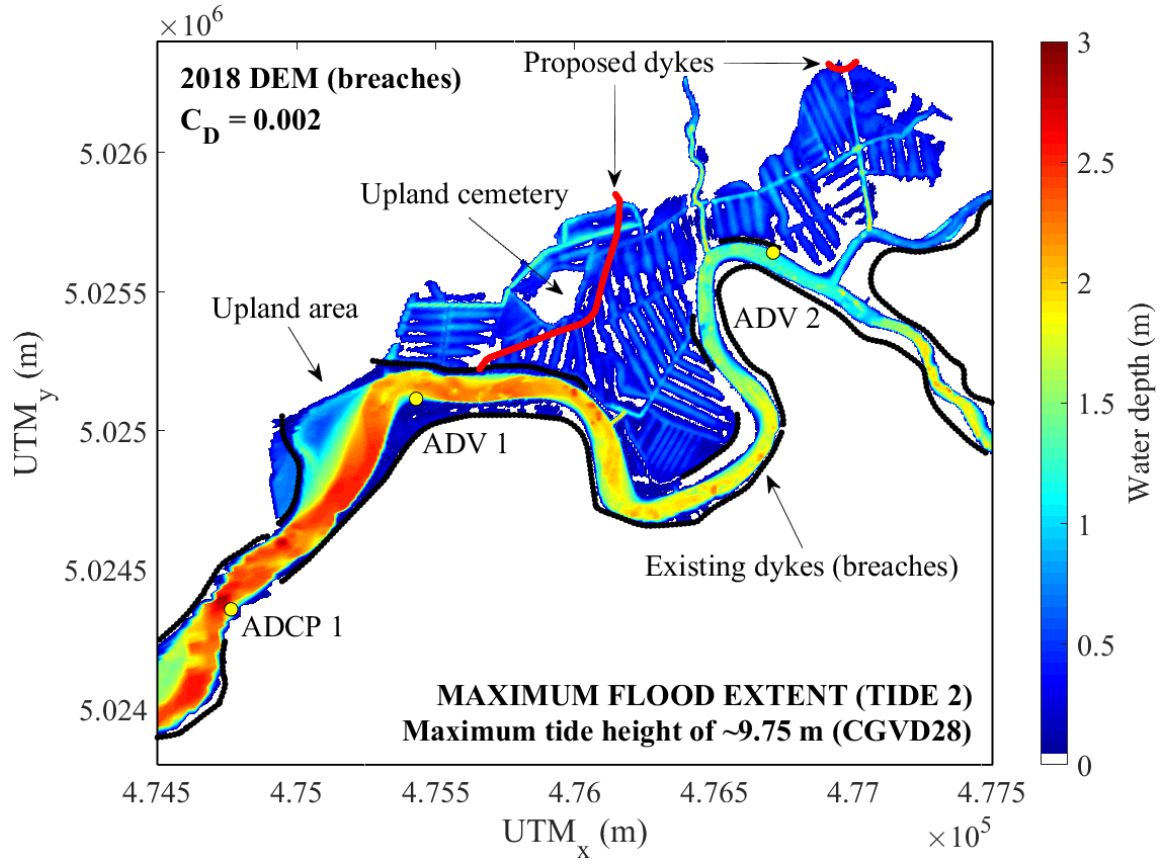 × 10⁶
2018 DEM (breaches)
C_D = 0.002
Proposed dykes
Upland cemetery
Upland area
ADV 2
ADV 1
Existing dykes (breaches)
ADCP 1
MAXIMUM FLOOD EXTENT (TIDE 2)
Maximum tide height of ~9.75 m (CGVD28)
5.026
5.0255
5.025
5.0245
5.024
UTM_y (m)
4.745
4.75
4.755
4.76
4.765
4.77
4.775
UTM_x (m)
× 10⁵
3
2.5
2
1.5
1
0.5
0
Water depth (m)